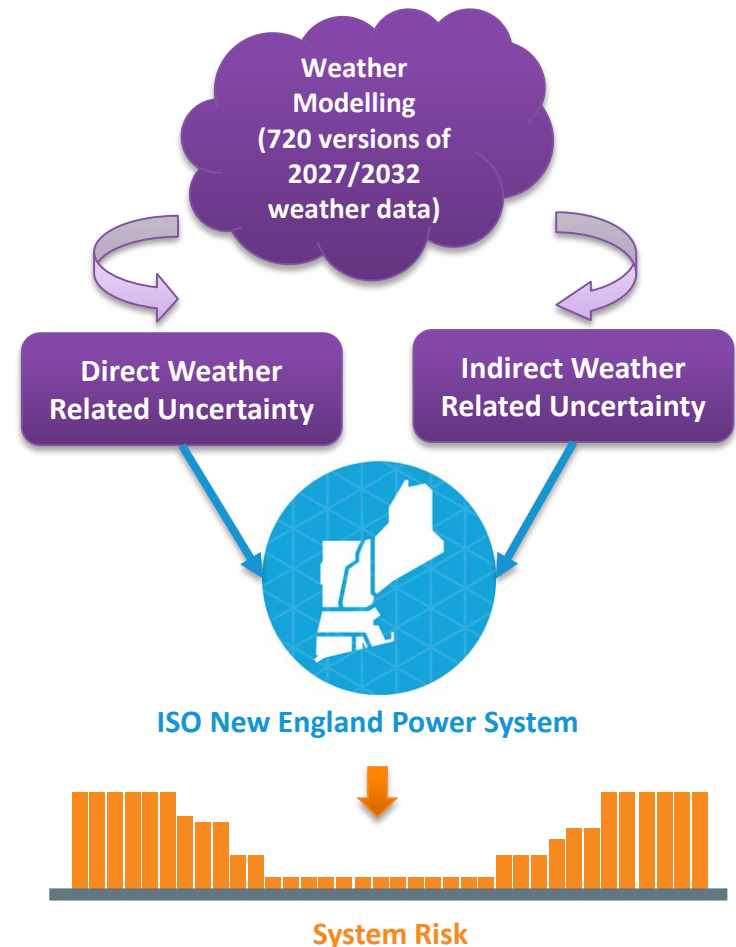 Weather
Modelling
(720 versions of
2027/2032
weather data)
Direct Weather
Related Uncertainty
Indirect Weather
Related Uncertainty
ISO New England Power System
System Risk